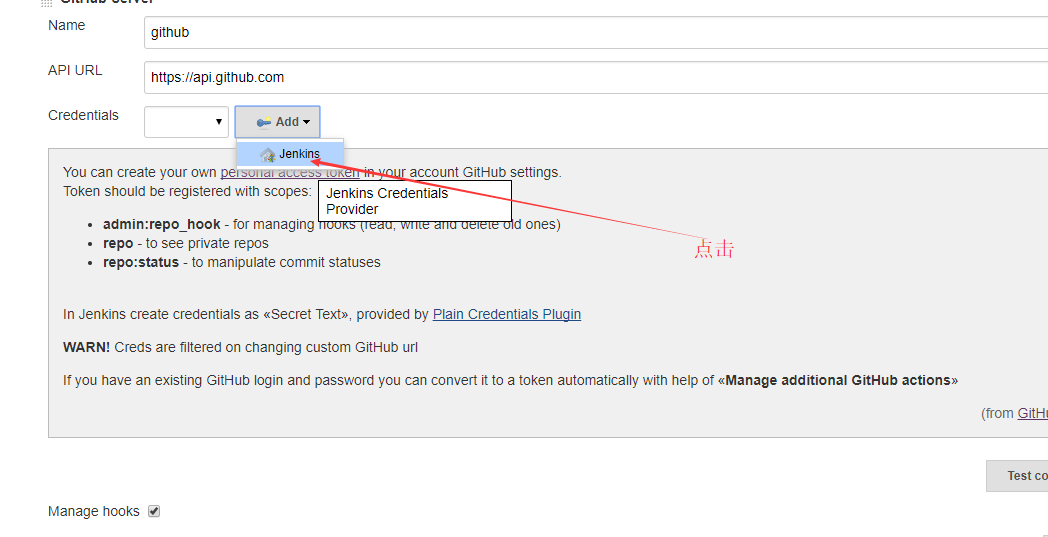 GitHub Server
Name
github
API URL
https://api.github.com
Credentials
Add
Jenkins
You can create your own personal access token in your account GitHub settings.
Token should be registered with scopes:
Jenkins Credentials
Provider
admin:repo_hook - for managing hooks (read, write and delete old ones)
repo - to see private repos
点击
repo:status - to manipulate commit statuses
In Jenkins create credentials as «Secret Text», provided by Plain Credentials Plugin
WARN! Creds are filtered on changing custom GitHub url
If you have an existing GitHub login and password you can convert it to a token automatically with help of «Manage additional GitHub actions»
(from GitHu
Test co
Manage hooks